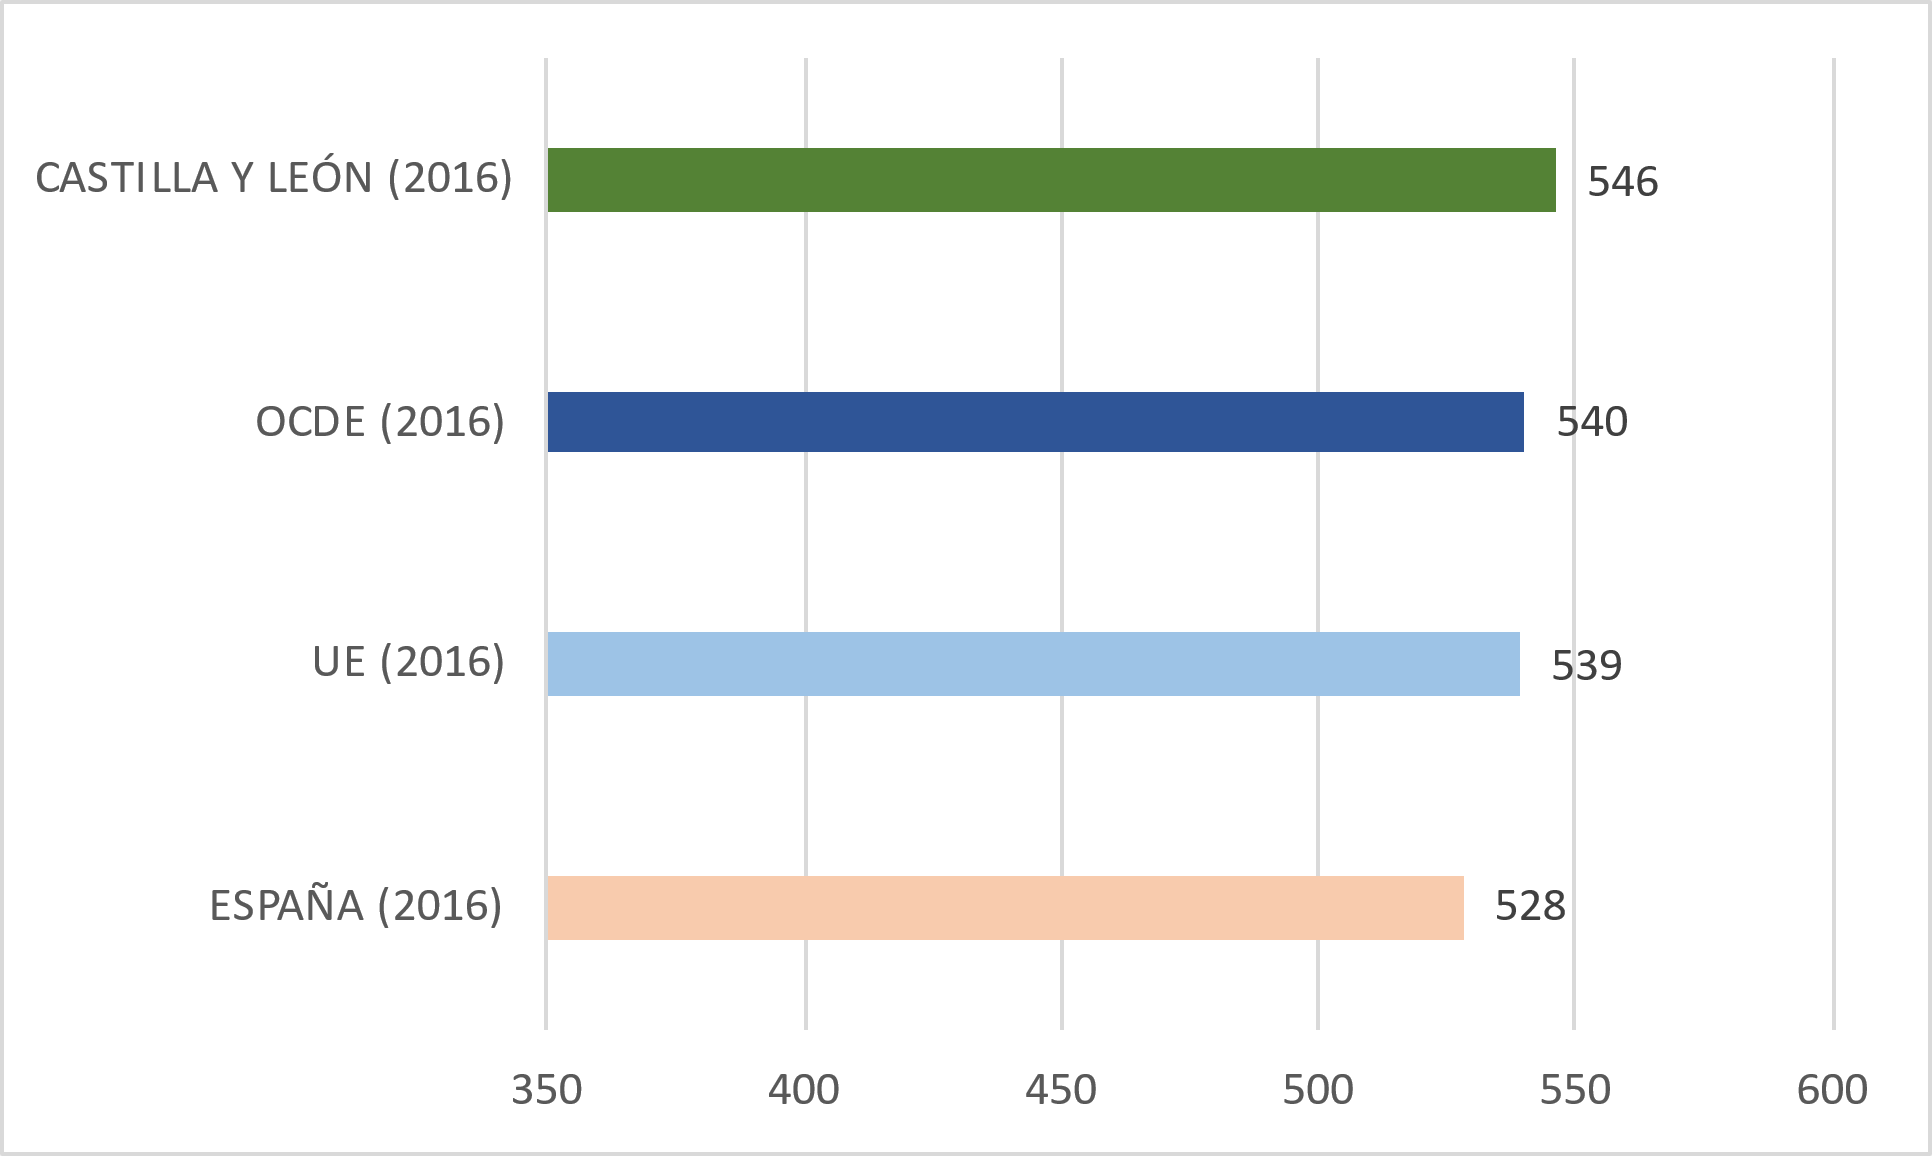 CASTILLA Y LEÓN (2016) 546
OCDE (2016) 540
UE (2016) 539
ESPAÑA (2016) 528
350 400 450 500 550 600